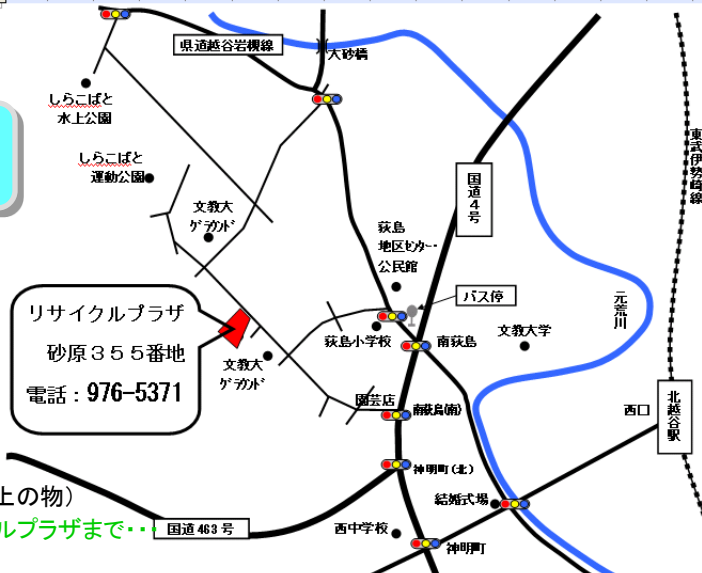 県道越谷岩槻線
大砂橋
しらこばと
水上公園
しらこばと
運動公園
文教大
ｸﾞﾗｳﾝﾄﾞ
国道４号
東武伊勢崎線
荻島
地区ｾﾝﾀｰ･
公民館
バス停
元荒川
リサイクルプラザ
砂原３５５番地
電話：976-5371
荻島小学校
南荻島
文教大学
文教大
ｸﾞﾗｳﾝﾄﾞ
園芸店
南荻島(南)
西口
北越谷駅
神明町（北）
上の物）
結婚式場
ルプラザまで・・・
国道463号
西中学校
神明町